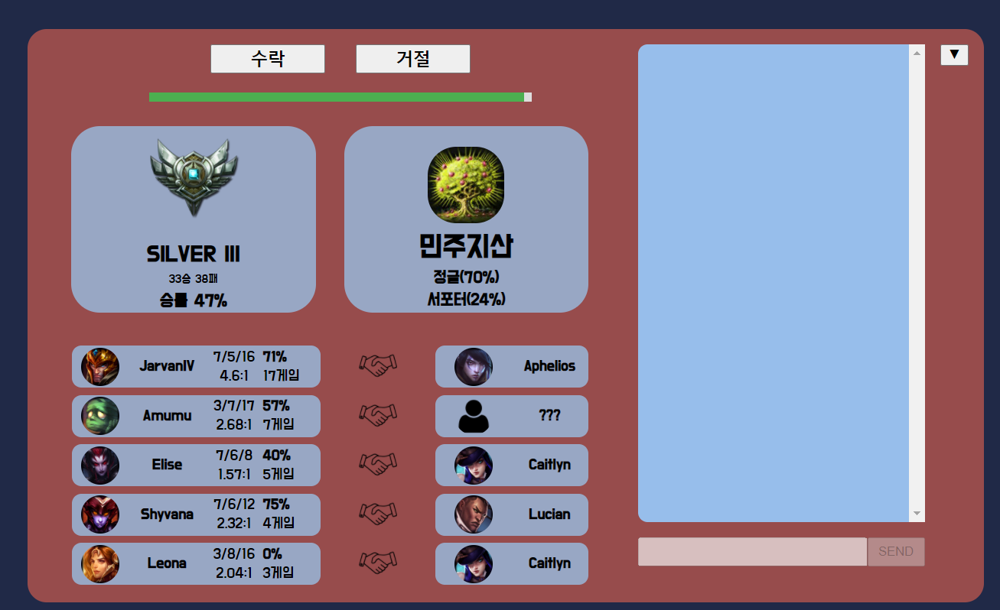 수락
거절
▼
SILVER III
33승 38패
승률 47%
민주지산
정글(70%)
서포터(24%)
JarvanIV
7/5/16 71%
4.6:1 17게임
Aphelios
Amumu
3/7/17 57%
2.68:1 7게임
???
Elise
7/6/8 40%
1.57:1 5게임
Caitlyn
Shyvana
7/6/12 75%
2.32:1 4게임
Lucian
Leona
3/8/16 0%
2.04:1 3게임
Caitlyn
SEND